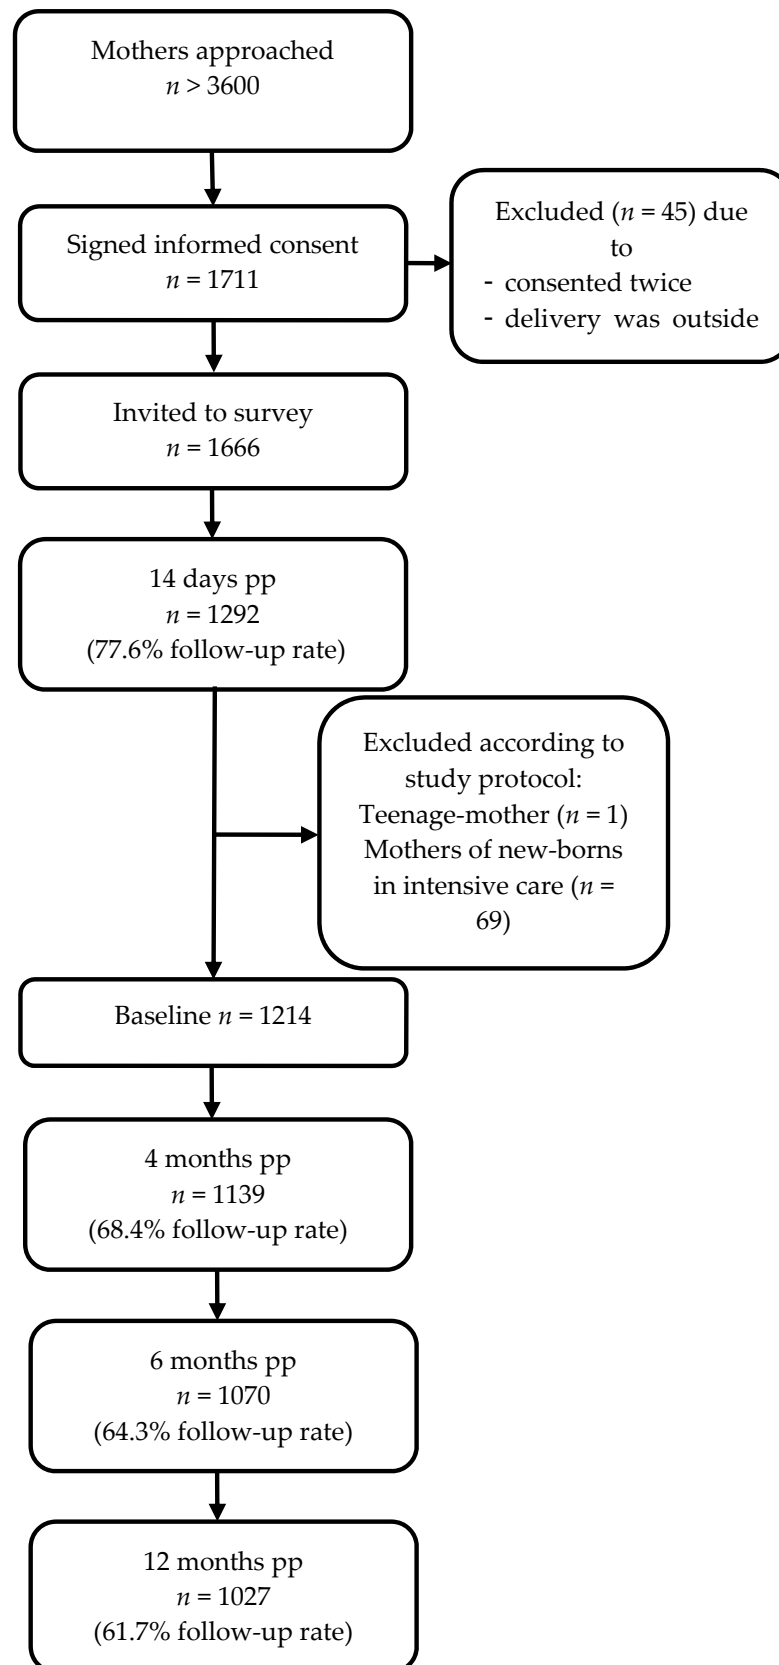 Mothers approached
n > 3600
Signed informed consent
n = 1711
Excluded (n = 45) due
to
- consented twice
- delivery was outside
Invited to survey
n = 1666
14 days pp
n = 1292
(77.6% follow-up rate)
Excluded according to
study protocol:
Teenage-mother (n = 1)
Mothers of new-borns
in intensive care (n =
69)
Baseline n = 1214
4 months pp
n = 1139
(68.4% follow-up rate)
6 months pp
n = 1070
(64.3% follow-up rate)
12 months pp
n = 1027
(61.7% follow-up rate)